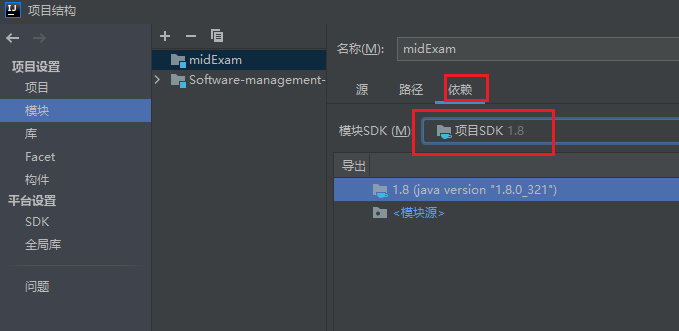 IJ 项目结构
项目设置
项目
模块
库
Facet
构件
平台设置
SDK
全局库
问题
midExam
Software-management-
名称(M): midExam
源 路径 依赖
模块SDK (M) 项目SDK 1.8
导出
1.8 (java version "1.8.0_321")
<模块源>